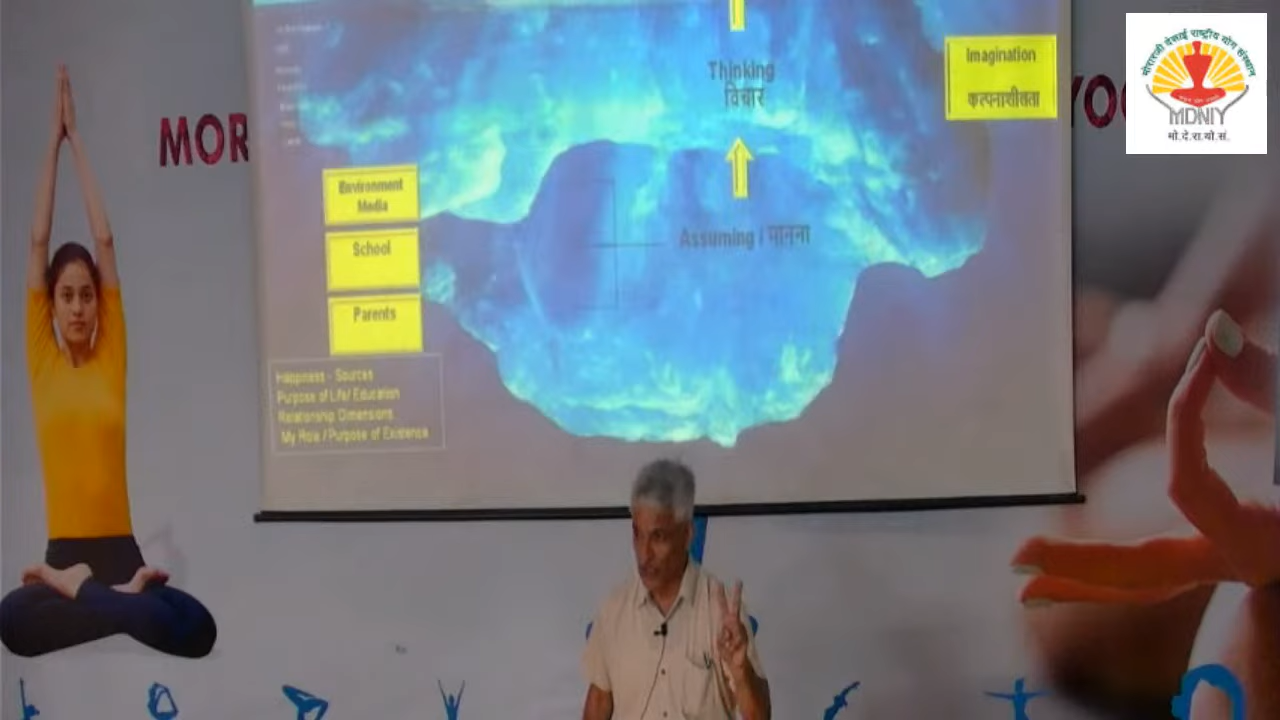 Thinking
विचार
Imagination
कल्पनाशीलता
Assuming / मानना
Environment
Media
School
Parents
Happiness - Sources
Purpose of Life/ Education
Relationship Dimensions
My Role / Purpose of Existence
MOR
YOG
मोरारजी देसाई राष्ट्रीय योग संस्थान
MDNIY
मो.दे.रा.यो.सं.